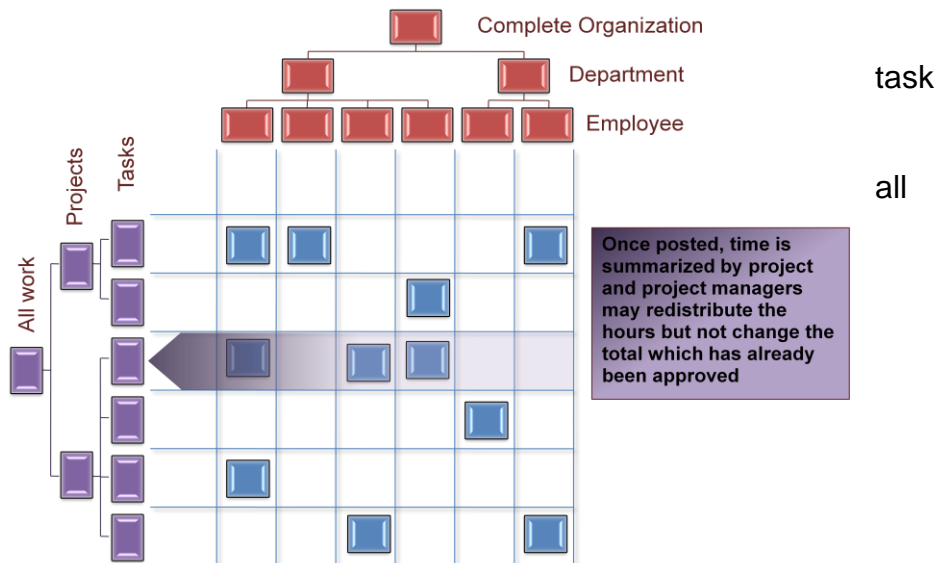 Complete Organization
Department
task
Employee
all
All work
Projects
Tasks
Once posted, time is
summarized by project
and project managers
may redistribute the
hours but not change the
total which has already
been approved